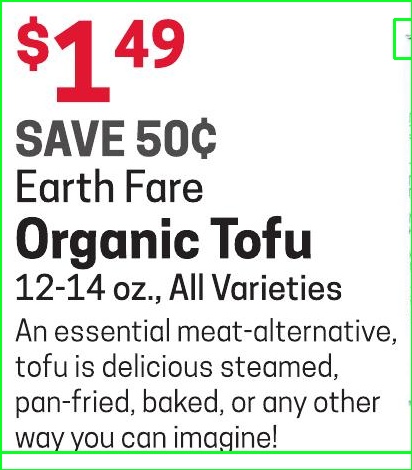 $1 49
SAVE 50¢
Earth Fare
Organic Tofu
12-14 oz., All Varieties
An essential meat-alternative,
tofu is delicious steamed,
pan-fried, baked, or any other
way you can imagine!